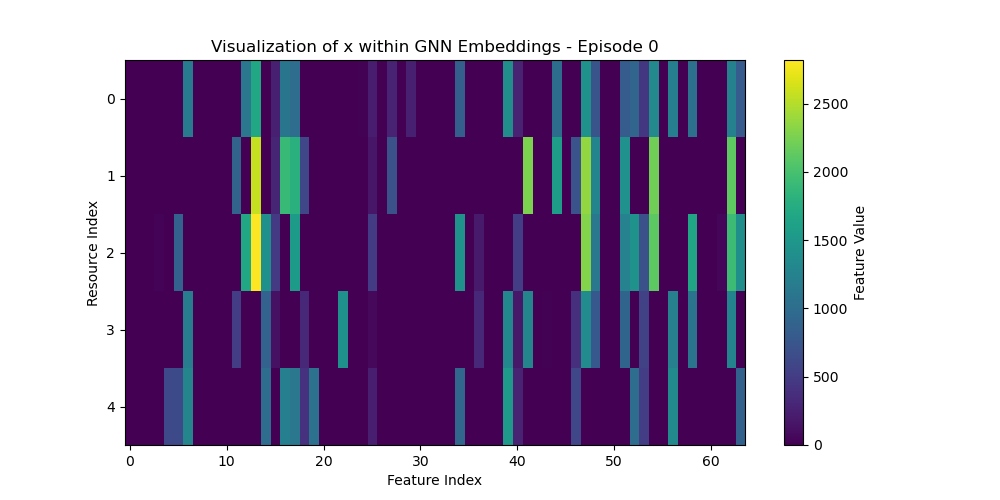 Visualization of x within GNN Embeddings - Episode 0
Resource Index
0
1
2
3
4
0 10 20 30 40 50 60
Feature Index
2500
2000
1500
1000
500
0
Feature Value